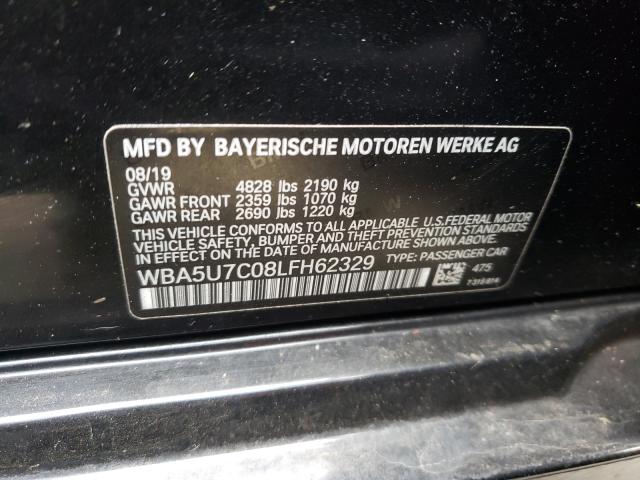 MFD BY BAYERISCHE MOTOREN WERKE AG
08/19
GVWR 4828 lbs 2190 kg
GAWR FRONT 2359 lbs 1070 kg
GAWR REAR 2690 lbs 1220 kg
THIS VEHICLE CONFORMS TO ALL APPLICABLE U.S.FEDERAL MOTOR
VEHICLE SAFETY, BUMPER, AND THEFT PREVENTION STANDARDS
IN EFFECT ON THE DATE OF MANUFACTURE SHOWN ABOVE.
WBA5U7C08LFH62329 TYPE: PASSENGER CAR
475